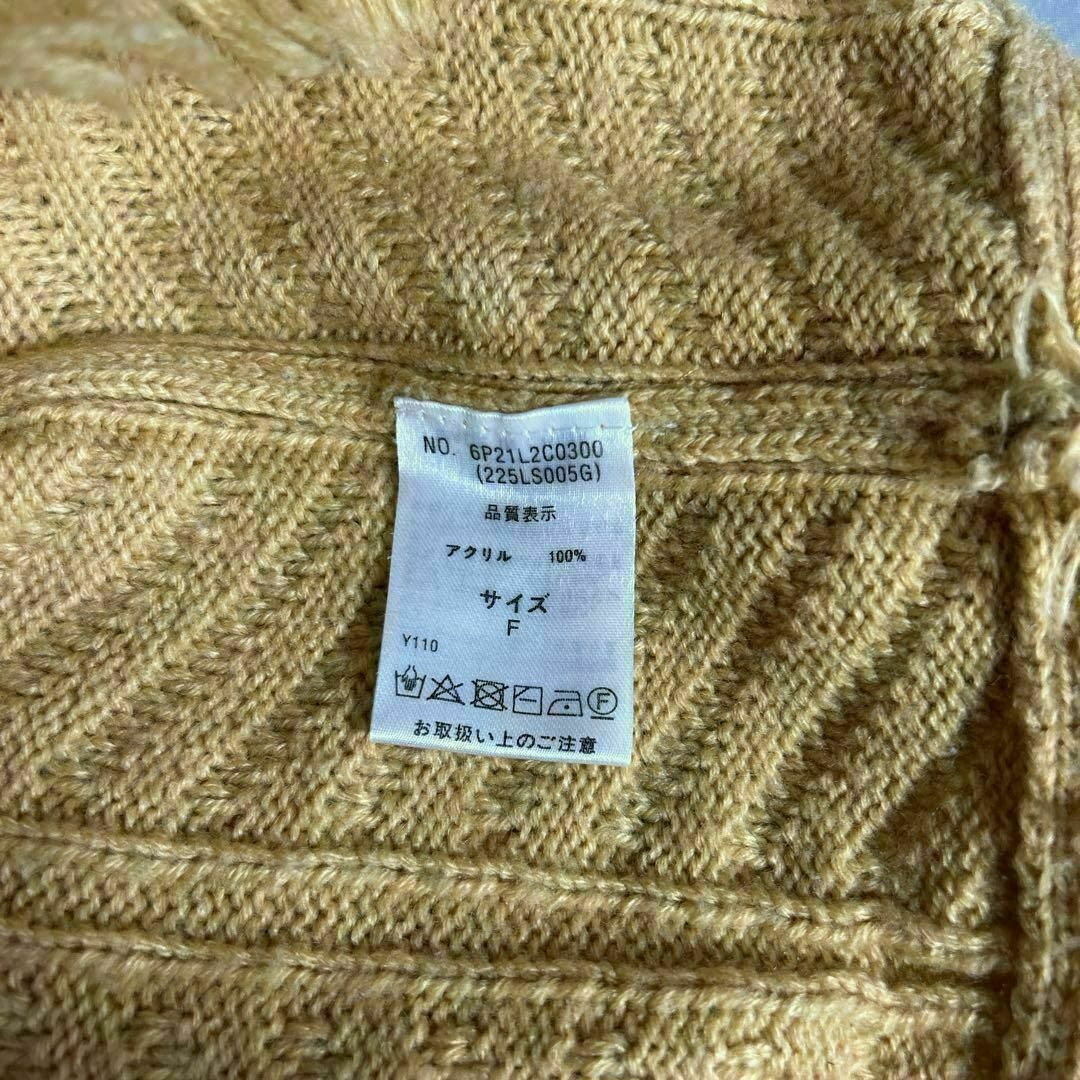 NO. 6P21L2C0300
(225LS005G)
品質表示
アクリル 100%
サイズ
F
Y110
F
お取扱い上のご注意